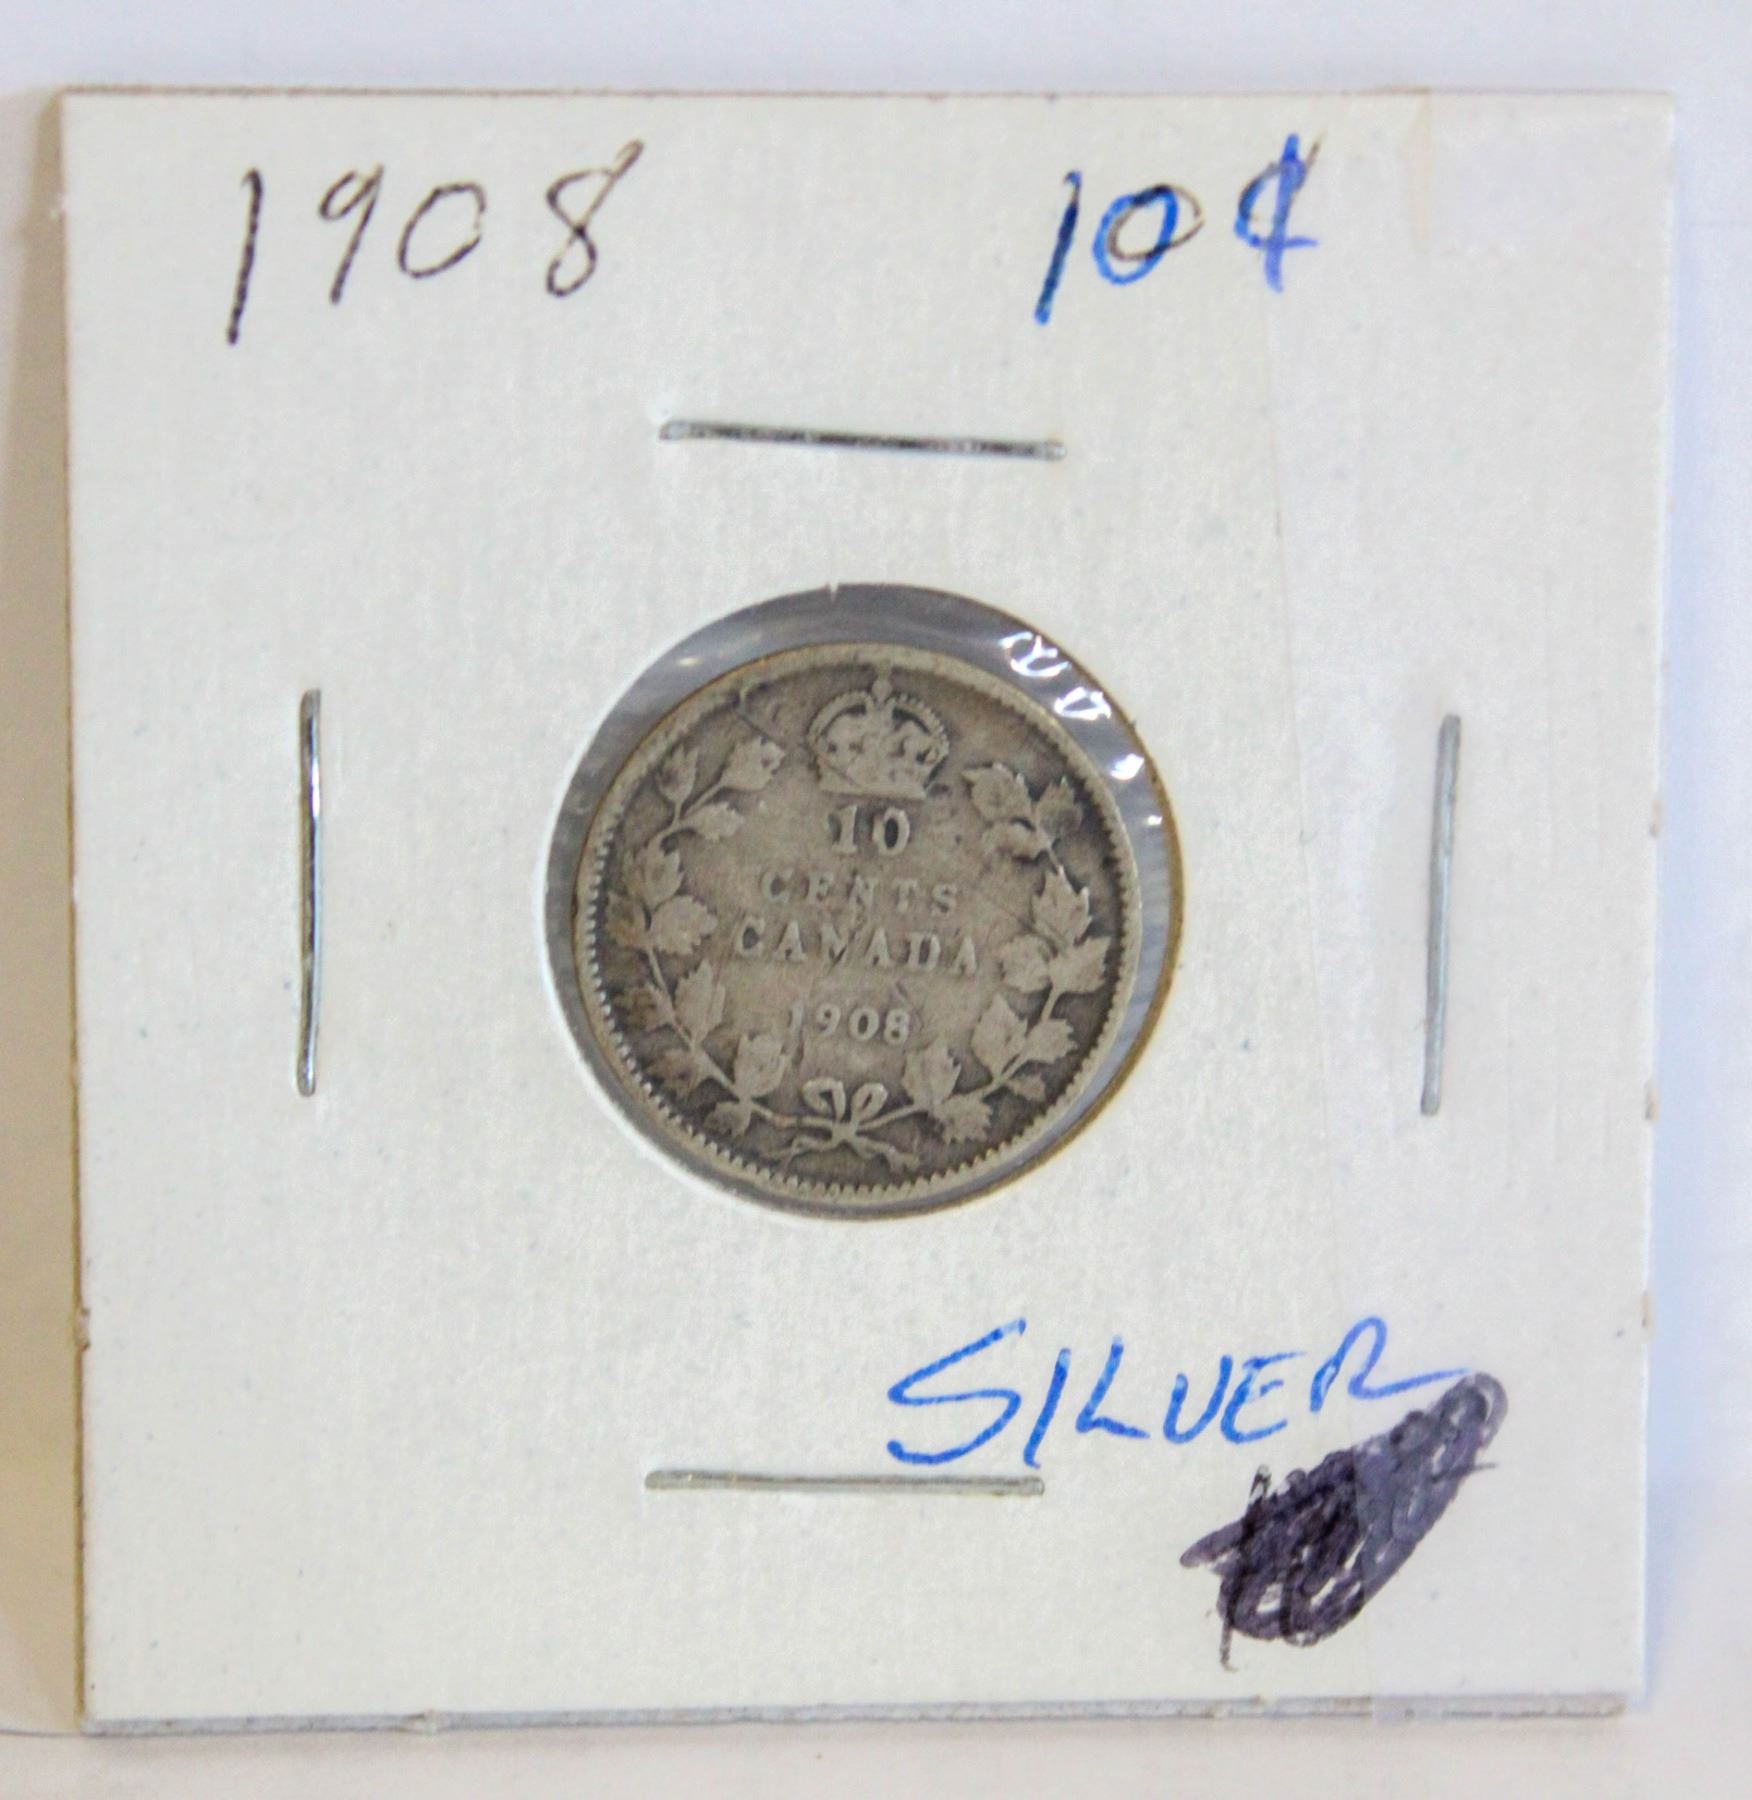 1908 10¢
10
CENTS
CANADA
1908
SILVER